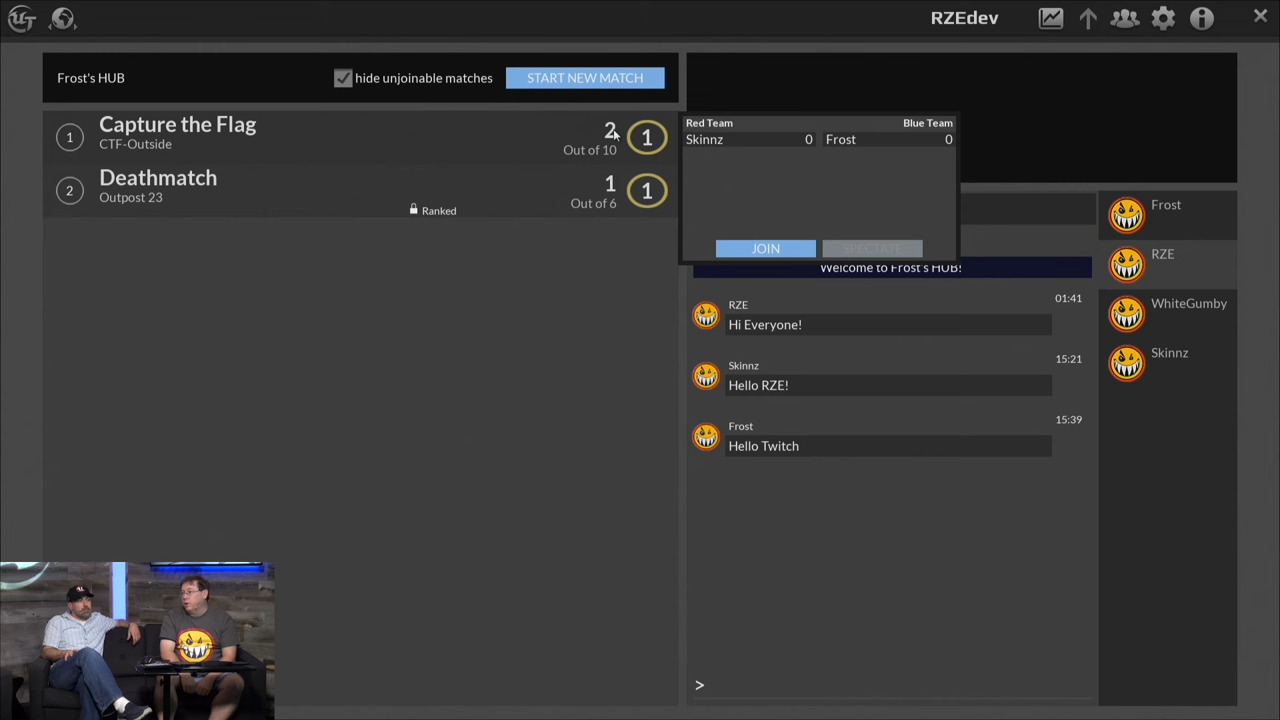 UT
RZEdev
Frost's HUB
hide unjoinable matches
START NEW MATCH
1
Capture the Flag
CTF-Outside
2
Out of 10
1
2
Deathmatch
Outpost 23
Ranked
1
Out of 6
1
Red Team
Blue Team
Skinnz 0
Frost 0
JOIN
SPECTATE
Welcome to Frost's HUB!
RZE
01:41
Hi Everyone!
Skinnz
15:21
Hello RZE!
Frost
15:39
Hello Twitch
>
Frost
RZE
WhiteGumby
Skinnz